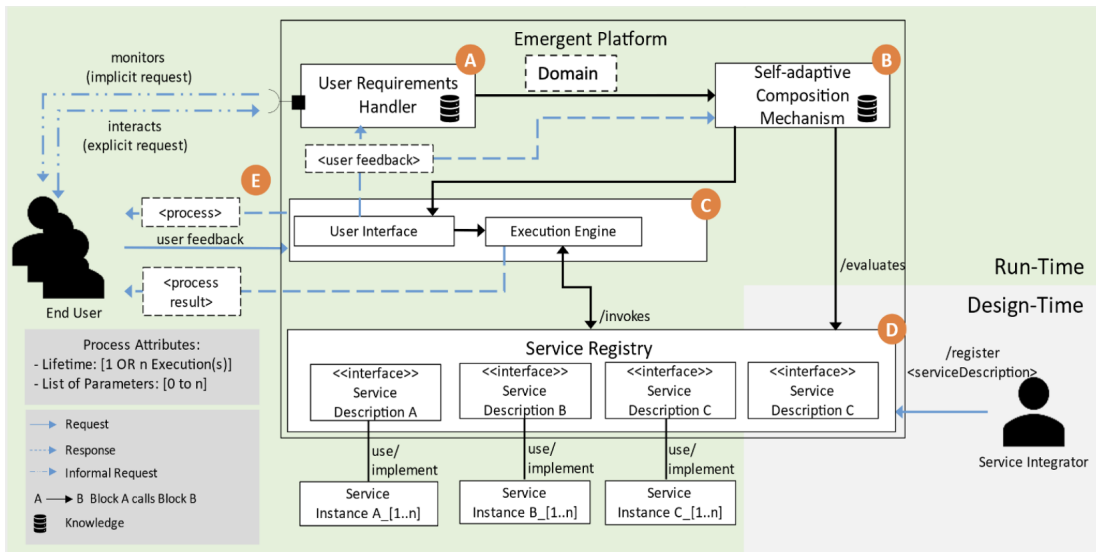 Emergent Platform
monitors
(implicit request)
A
B
User Requirements
Handler
Domain
Self-adaptive
Composition
Mechanism
interacts
(explicit request)
<user feedback>
E
C
<process>
User Interface
Execution Engine
user feedback
/evaluates
Run-Time
<process
result>
End User
Design-Time
/invokes
D
Process Attributes:
- Lifetime: [1 OR n Execution(s)]
- List of Parameters: [0 to n]
Service Registry
/register
<serviceDescription>
<<interface>>
Service
Description A
<<interface>>
Service
Description B
<<interface>>
Service
Description C
<<interface>>
Service
Description C
Request
Response
Informal Request
A B Block A calls Block B
Knowledge
use/
implement
use/
implement
use/
implement
Service Integrator
Service
Instance A_[1..n]
Service
Instance B_[1..n]
Service
Instance C_[1..n]